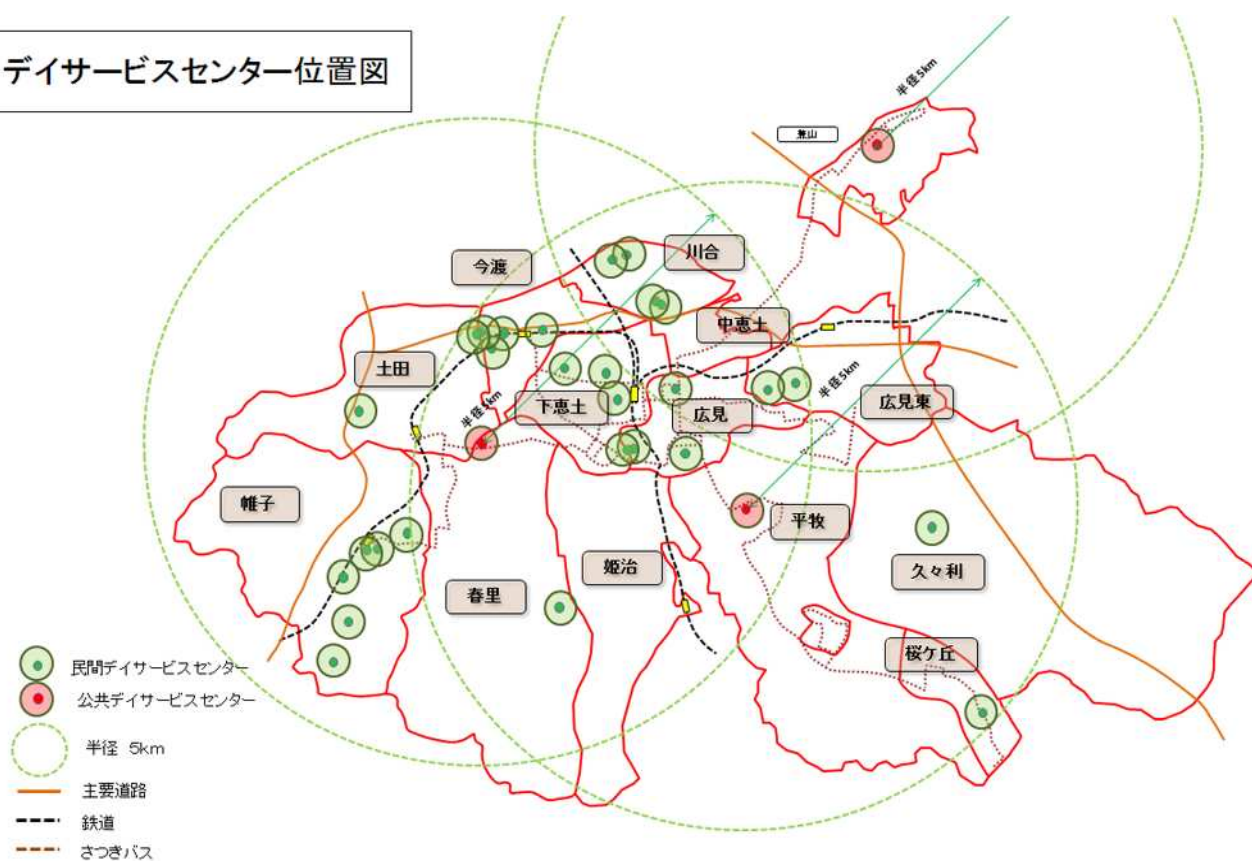 デイサービスセンター位置図
半径5km
兼山
川合
今渡
中恵土
土田
半径5km
広見東
半径5km
下恵土
広見
帷子
平牧
姫治
久々利
春里
桜ケ丘
民間デイサービスセンター
公共デイサービスセンター
半径 5km
主要道路
鉄道
さつきバス